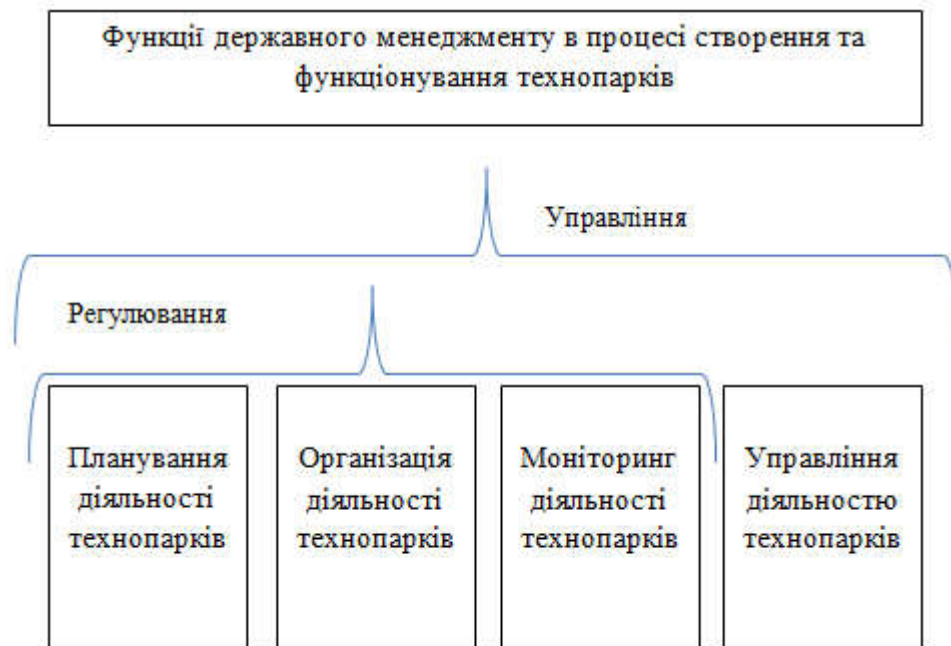 Функції державного менеджменту в процесі створення та
функціонування технопарків
Управління
Регулювання
Планування
діяльності
технопарків
Організація
діяльності
технопарків
Моніторинг
діяльності
технопарків
Управління
діяльностю
технопарків